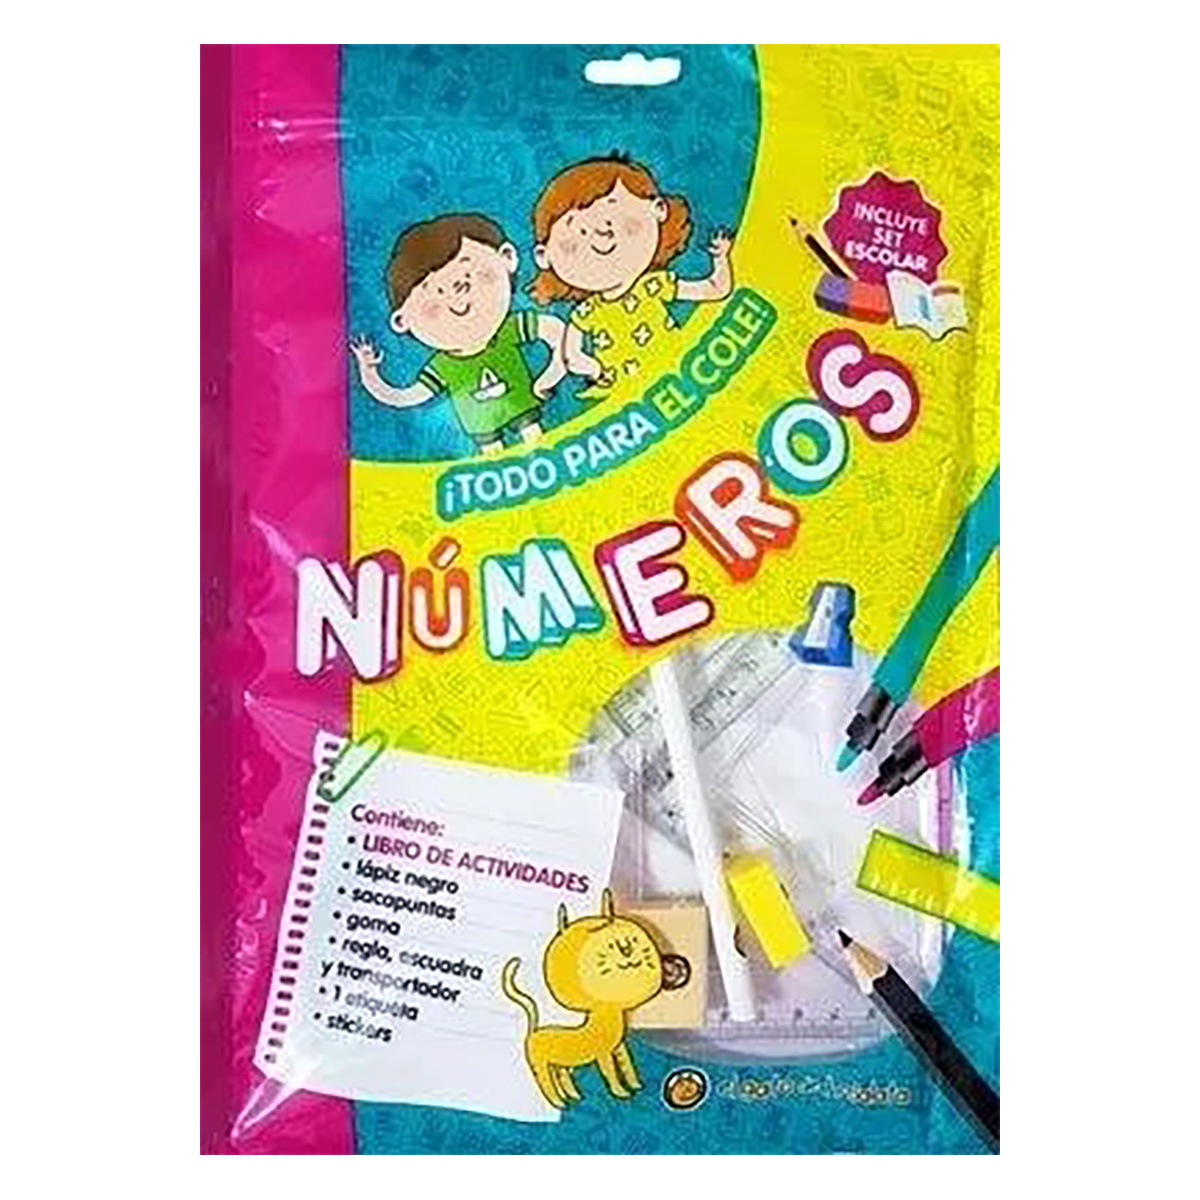 INCLUYE
SET
ESCOLAR
¡TODO PARA EL COLE!
NÚMEROS
Contiene:
• LIBRO DE ACTIVIDADES
• lápiz negro
• sacapuntas
• goma
• regla, escuadra
y transportador
• 1 etiqueta
• stickers